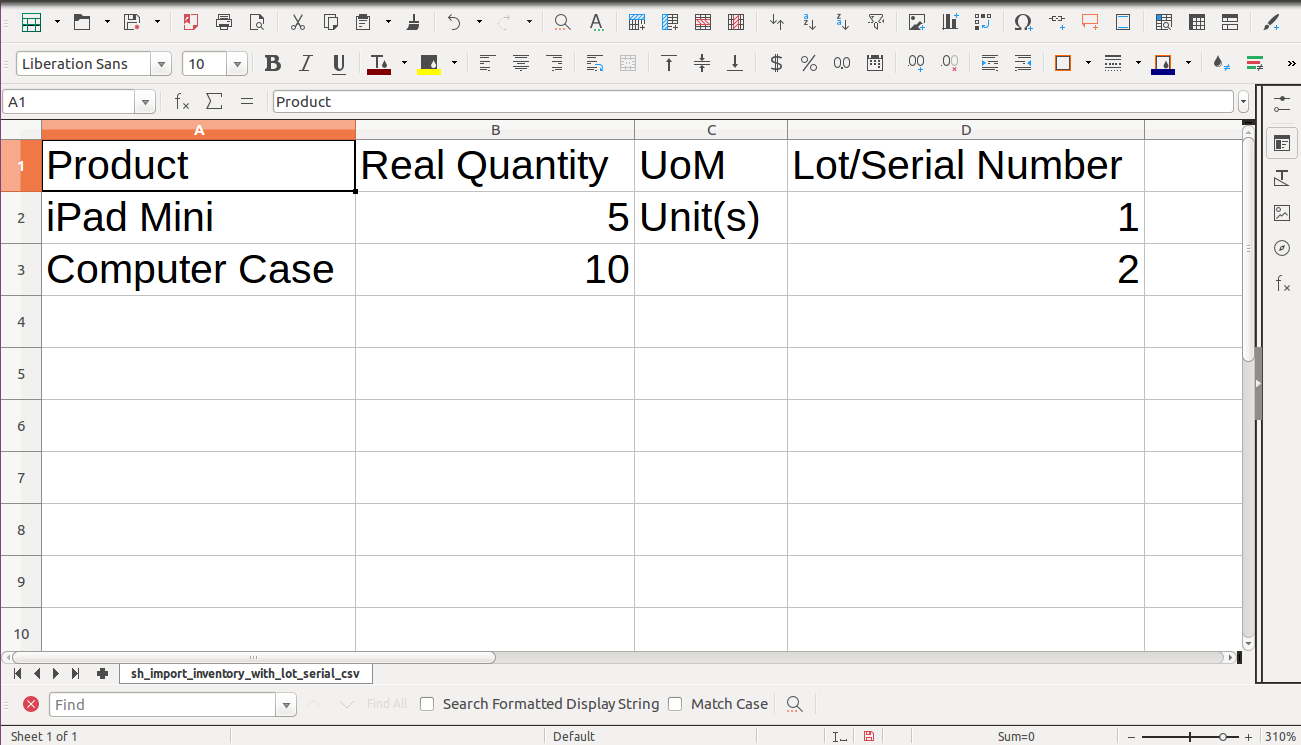 Liberation Sans 10
A1 Product
A B C D
1 Product Real Quantity UoM Lot/Serial Number
2 iPad Mini 5 Unit(s) 1
3 Computer Case 10 2
4
5
6
7
8
9
10
sh_import_inventory_with_lot_serial_csv
Find Find All Search Formatted Display String Match Case
Sheet 1 of 1 Default Sum=0 310%